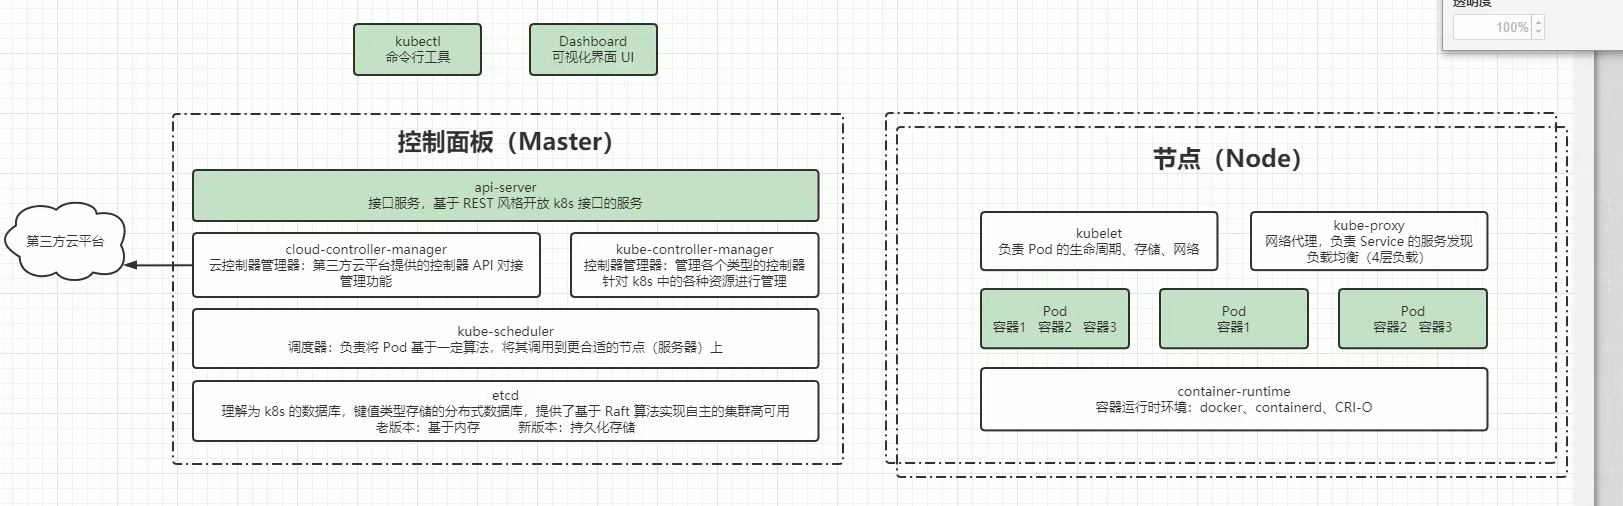 透明度
100%
kubectl
命令行工具
Dashboard
可视化界面 UI
控制面板（Master）
api-server
接口服务，基于 REST 风格开放 k8s 接口的服务
第三方云平台
cloud-controller-manager
云控制器管理器：第三方云平台提供的控制器 API 对接
管理功能
kube-controller-manager
控制器管理器：管理各个类型的控制器
针对 k8s 中的各种资源进行管理
kube-scheduler
调度器：负责将 Pod 基于一定算法，将其调用到更合适的节点（服务器）上
etcd
理解为 k8s 的数据库，键值类型存储的分布式数据库，提供了基于 Raft 算法实现自主的集群高可用
老版本：基于内存 新版本：持久化存储
节点（Node）
kubelet
负责 Pod 的生命周期、存储、网络
kube-proxy
网络代理，负责 Service 的服务发现
负载均衡（4层负载）
Pod
容器1 容器2 容器3
Pod
容器1
Pod
容器2 容器3
container-runtime
容器运行时环境：docker、containerd、CRI-O